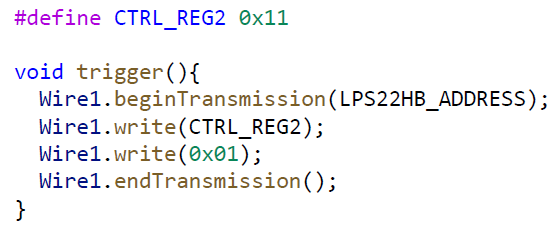 #define CTRL_REG2 0x11
void trigger(){
Wire1.beginTransmission(LPS22HB_ADDRESS);
Wire1.write(CTRL_REG2);
Wire1.write(0x01);
Wire1.endTransmission();
}